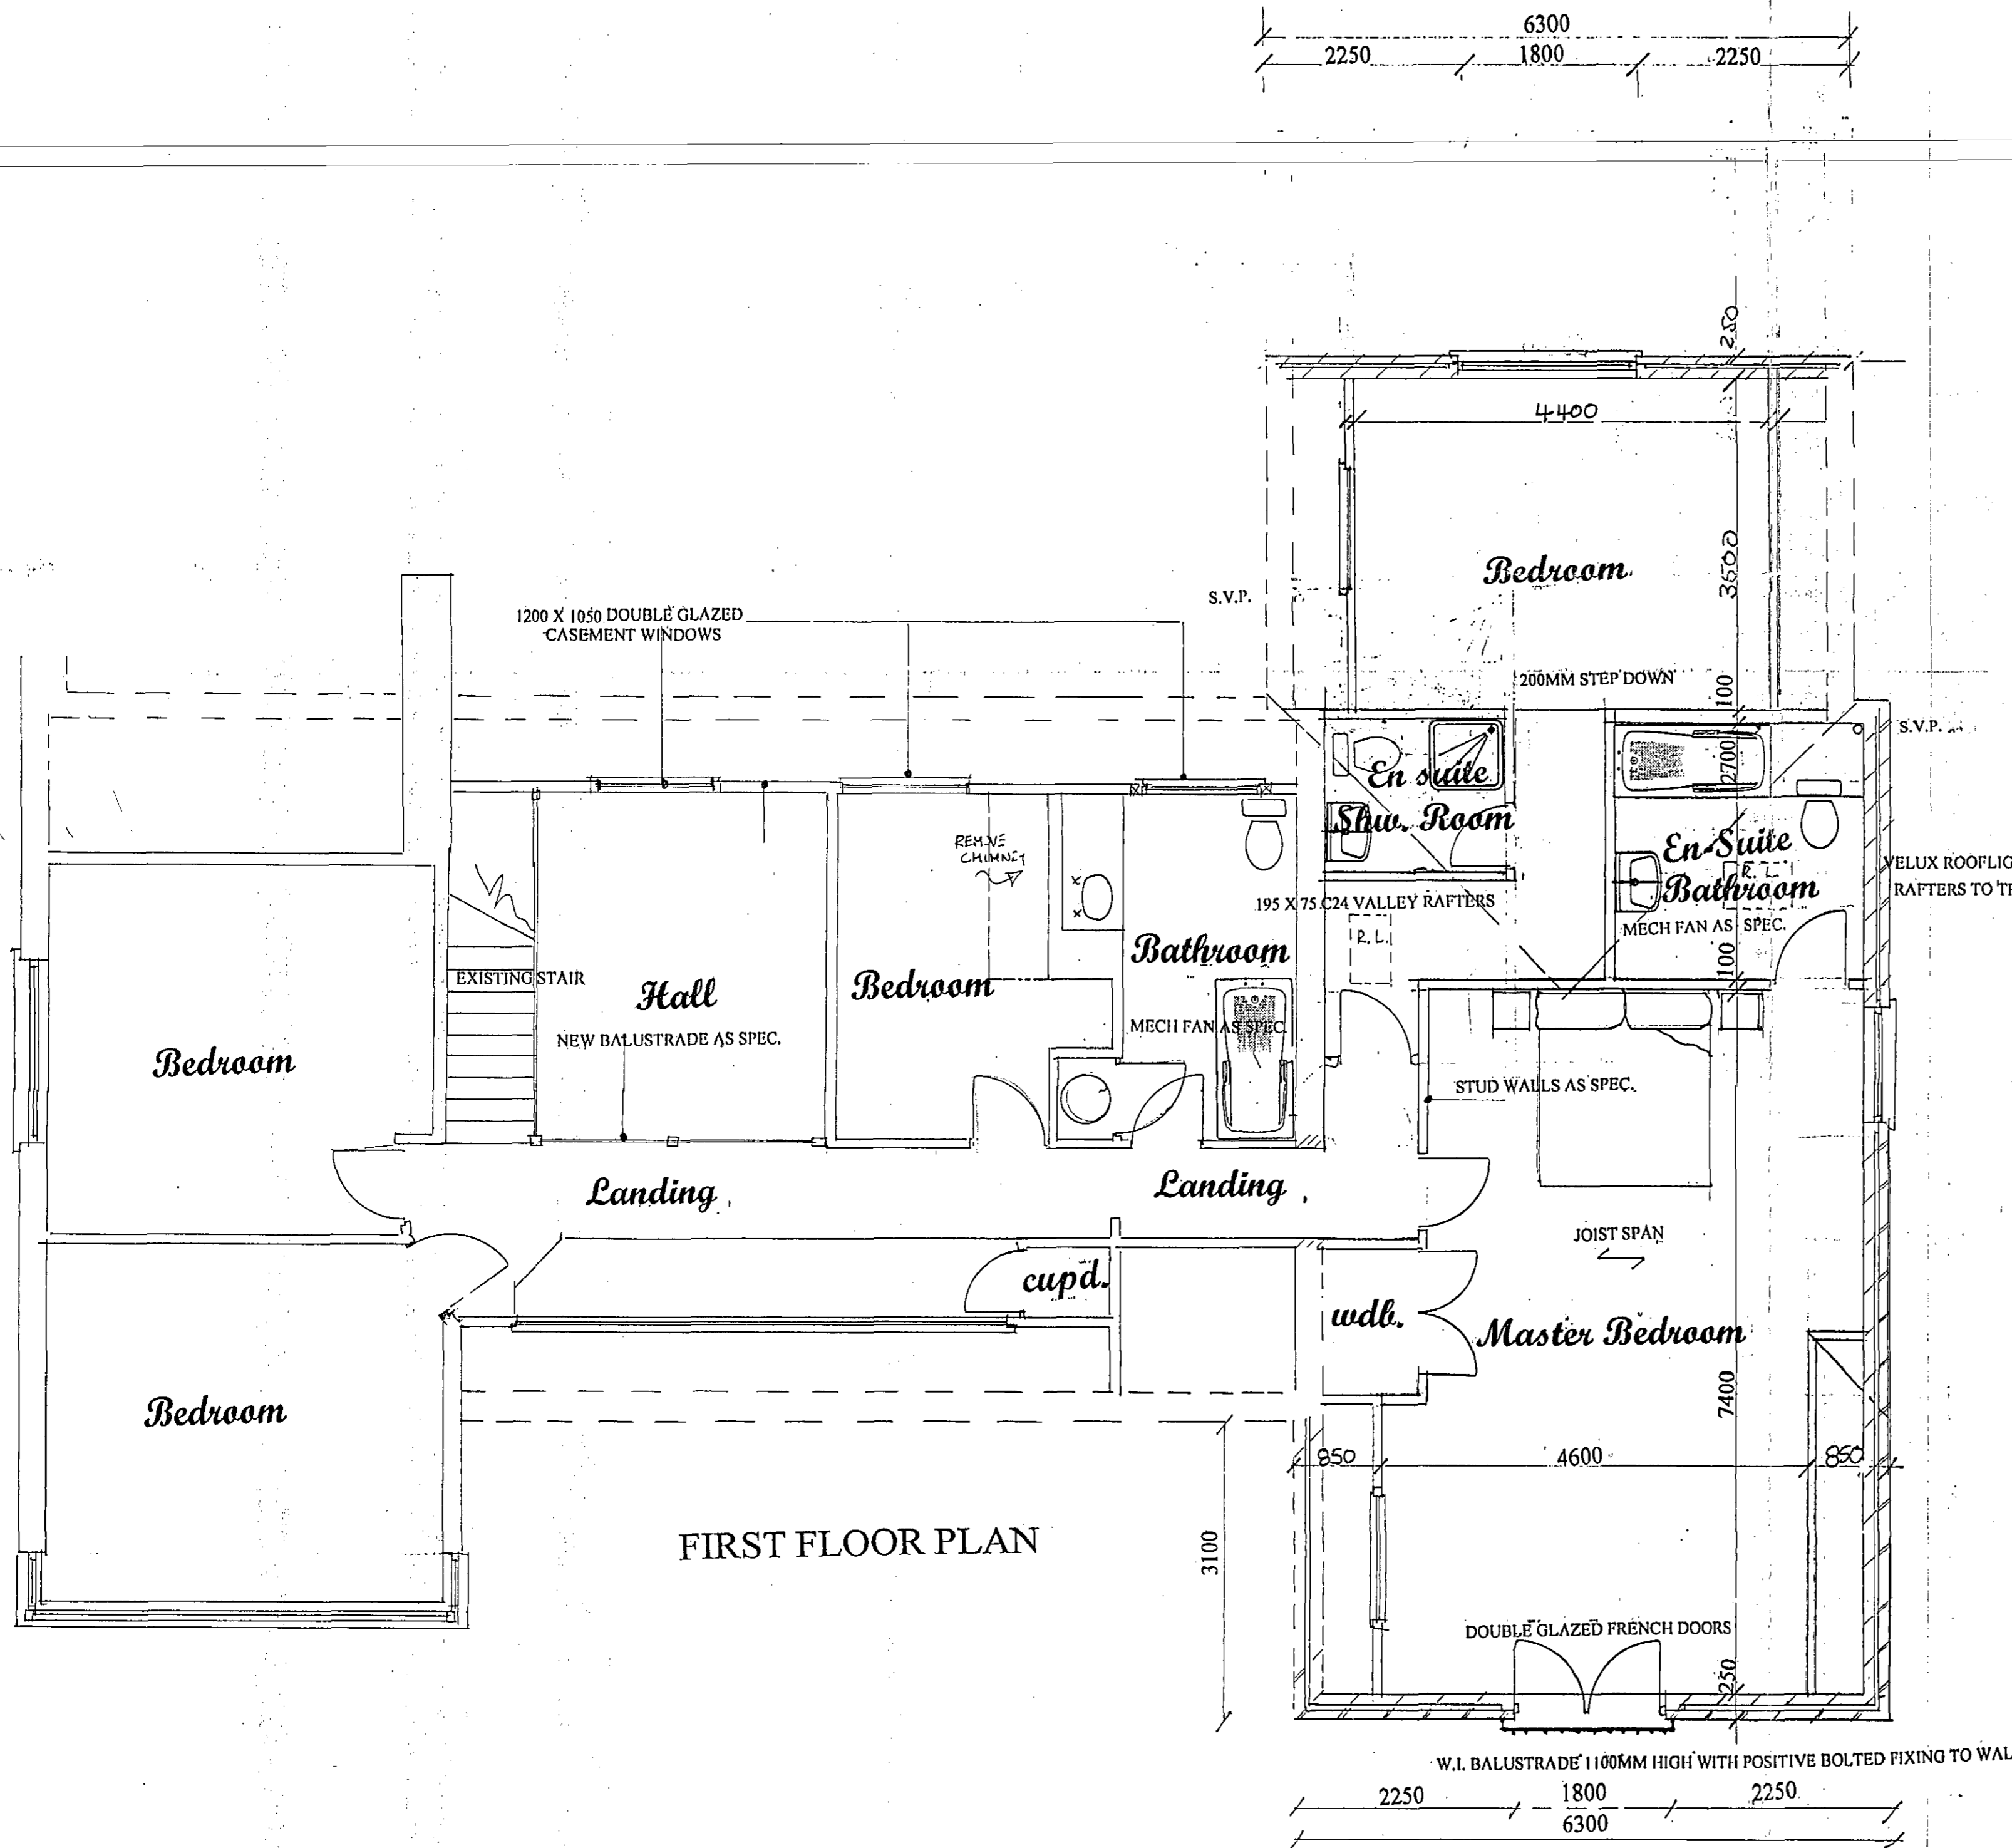 6300
2250 1800 2250
250
4400
Bedroom
3500
S.V.P.
1200 X 1050 DOUBLE GLAZED
CASEMENT WINDOWS
200MM STEP DOWN
100
S.V.P.
2700
En suite
Shw. Room
REMOVE
CHIMNEY
En-Suite
R. L.
Bathroom
VELUX ROOFLIG
RAFTERS TO T
195 X 75 C24 VALLEY RAFTERS
MECH FAN AS SPEC.
R. L.
Bathroom
100
EXISTING STAIR
Hall
Bedroom
MECH FAN AS SPEC.
NEW BALUSTRADE AS SPEC.
Bedroom
STUD WALLS AS SPEC.
Landing
Landing
JOIST SPAN
cupd.
wdb.
Master Bedroom
Bedroom
7400
850 4600 850
FIRST FLOOR PLAN
3100
DOUBLE GLAZED FRENCH DOORS
250
W.I. BALUSTRADE 1100MM HIGH WITH POSITIVE BOLTED FIXING TO WAL
2250 1800 2250
6300